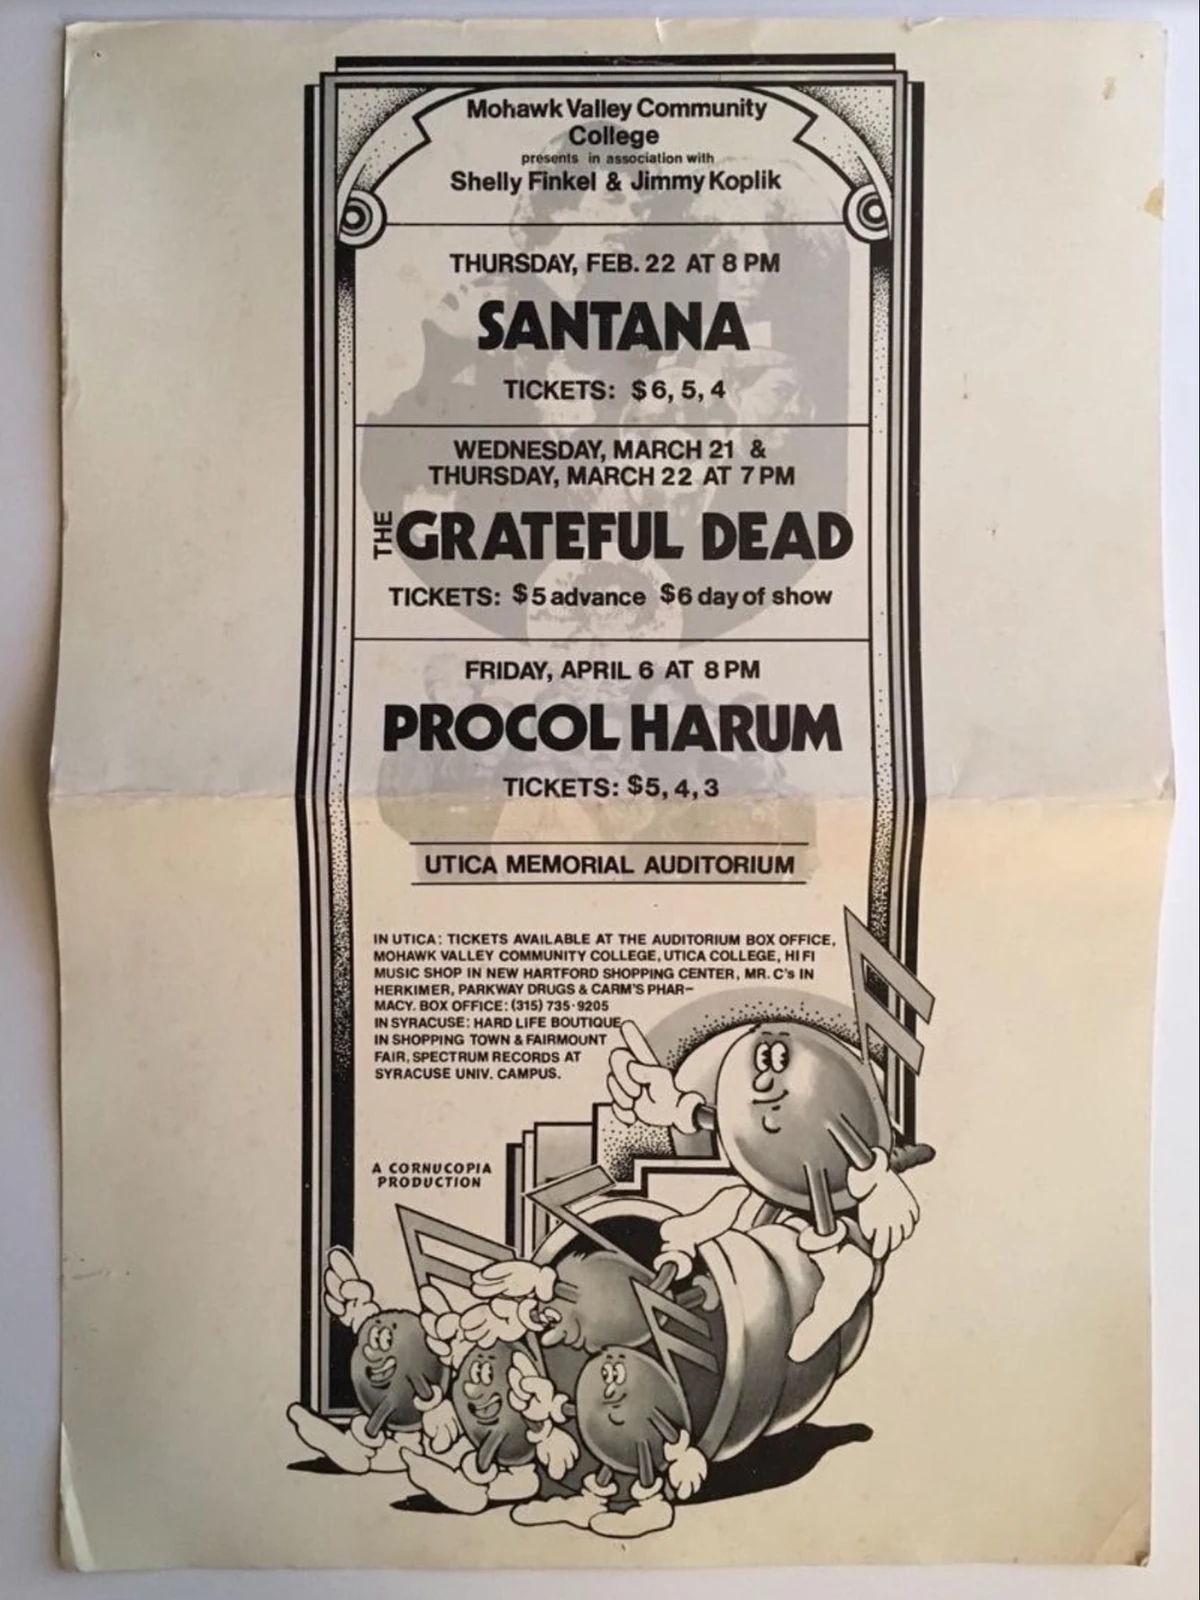 Mohawk Valley Community
College
presents in association with
Shelly Finkel & Jimmy Koplik
THURSDAY, FEB. 22 AT 8 PM
SANTANA
TICKETS: $6, 5, 4
WEDNESDAY, MARCH 21 &
THURSDAY, MARCH 22 AT 7 PM
THE GRATEFUL DEAD
TICKETS: $5 advance $6 day of show
FRIDAY, APRIL 6 AT 8 PM
PROCOL HARUM
TICKETS: $5, 4, 3
UTICA MEMORIAL AUDITORIUM
IN UTICA: TICKETS AVAILABLE AT THE AUDITORIUM BOX OFFICE,
MOHAWK VALLEY COMMUNITY COLLEGE, UTICA COLLEGE, HI FI
MUSIC SHOP IN NEW HARTFORD SHOPPING CENTER, MR. C's IN
HERKIMER, PARKWAY DRUGS & CARM'S PHAR-
MACY. BOX OFFICE: (315) 735-9205
IN SYRACUSE: HARD LIFE BOUTIQUE
IN SHOPPING TOWN & FAIRMOUNT
FAIR, SPECTRUM RECORDS AT
SYRACUSE UNIV. CAMPUS.
A CORNUCOPIA
PRODUCTION